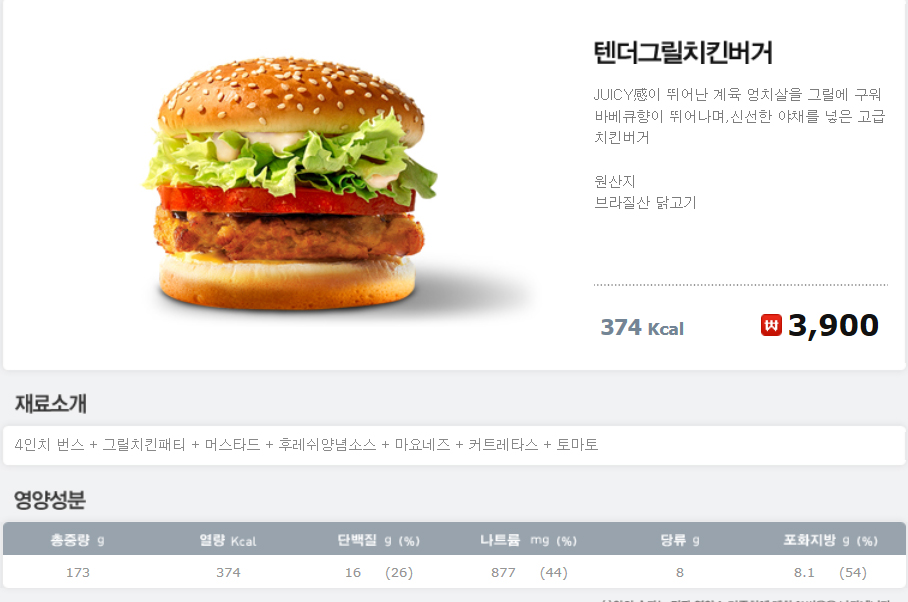 텐더그릴치킨버거
JUICY感이 뛰어난 계육 엉치살을 그릴에 구워
바베큐향이 뛰어나며,신선한 야채를 넣은 고급
치킨버거
원산지
브라질산 닭고기
374 Kcal
₩ 3,900
재료소개
4인치 번스 + 그릴치킨패티 + 머스타드 + 후레쉬양념소스 + 마요네즈 + 커트레타스 + 토마토
영양성분
총중량 g 열량 Kcal 단백질 g (%) 나트륨 mg (%) 당류 g 포화지방 g (%)
173 374 16 (26) 877 (44) 8 8.1 (54)